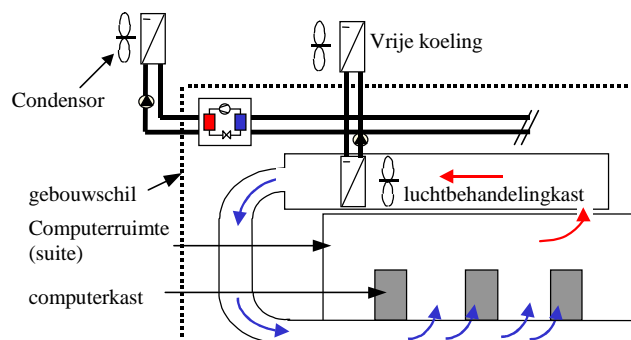 Vrije koeling
Condensor
luchtbehandelingkast
gebouwschil
Computerruimte
(suite)
computerkast